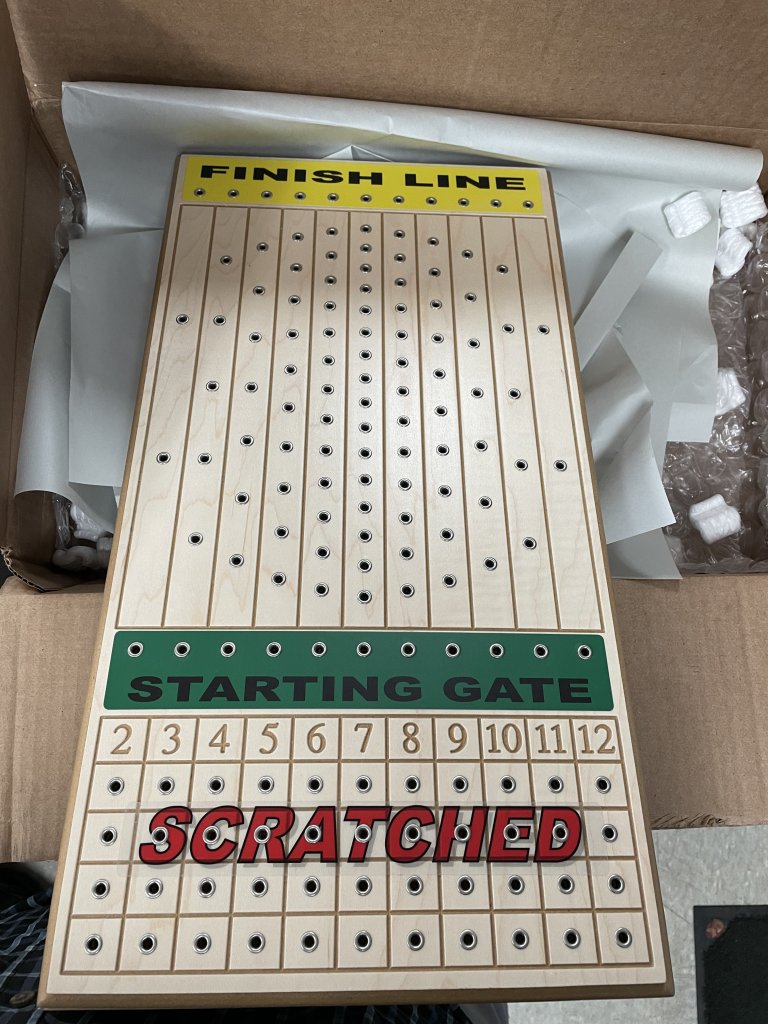 FINISH LINE
STARTING GATE
2 3 4 5 6 7 8 9 10 11 12
SCRATCHED